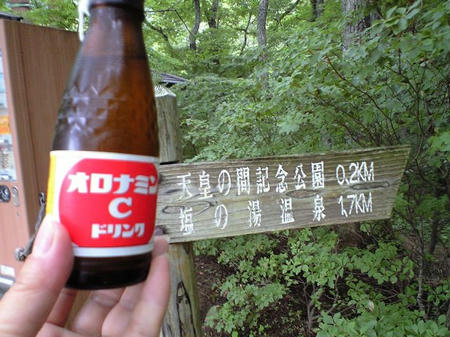 オロナミン
C
ドリンク
天皇の間記念公園 0.2KM
塩の湯温泉 1.7KM